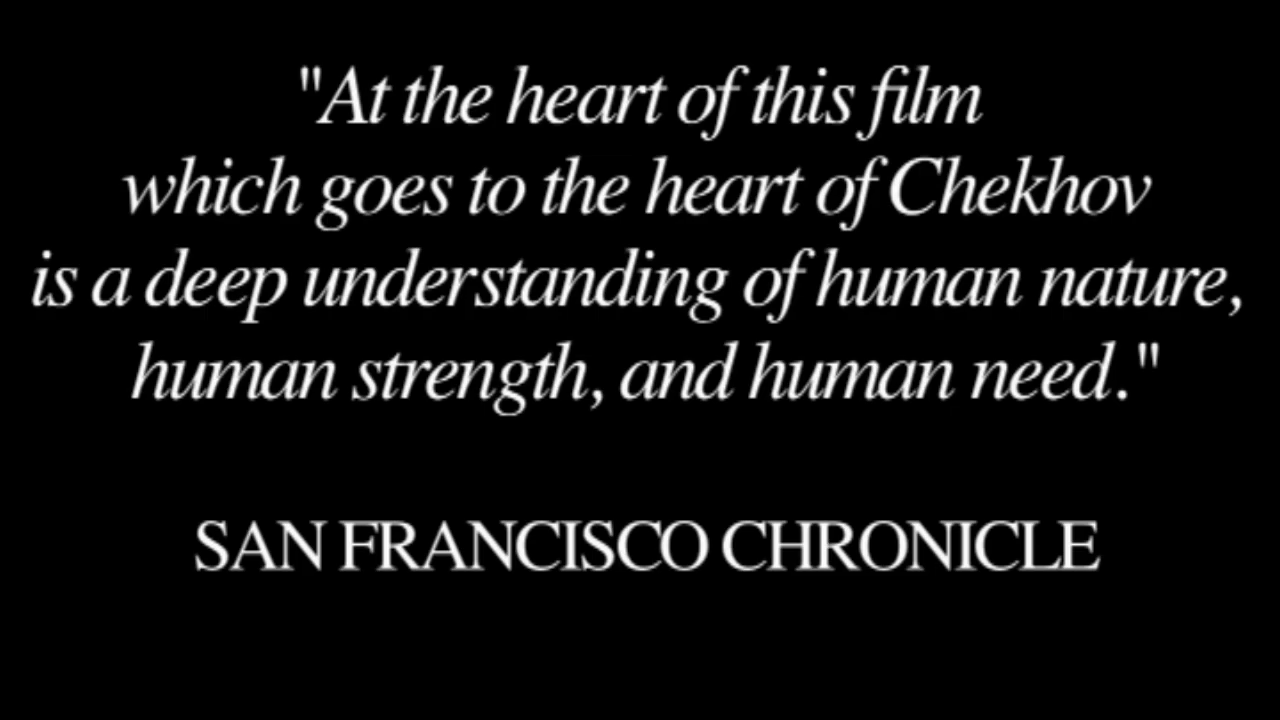 "At the heart of this film
which goes to the heart of Chekhov
is a deep understanding of human nature,
human strength, and human need."
SAN FRANCISCO CHRONICLE